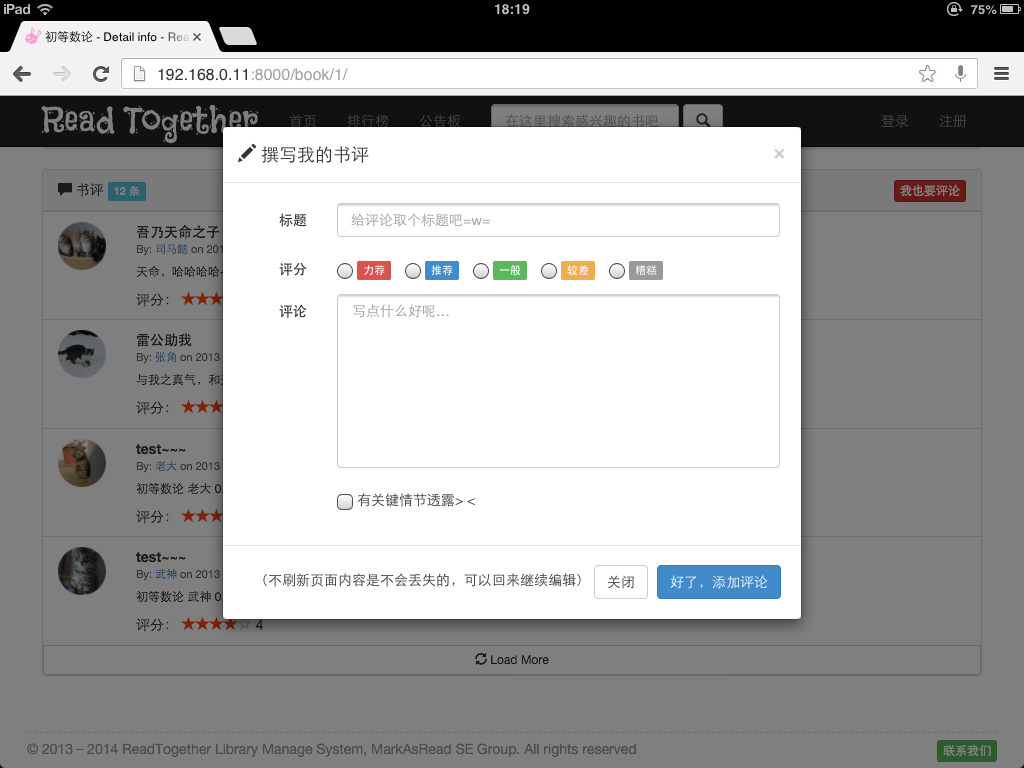 iPad 18:19 75%
初等数论 - Detail info - Rea
192.168.0.11:8000/book/1/
Read Together 首页 排行榜 公告板 在这里搜索感兴趣的书吧 登录 注册
撰写我的书评 ×
书评 12 条 我也要评论
标题 给评论取个标题吧=w=
评分 力荐 推荐 一般 较差 糟糕
评论 写点什么好呢...
有关键情节透露> <
（不刷新页面内容是不会丢失的，可以回来继续编辑） 关闭 好了，添加评论
吾乃天命之子
By: 司马懿 on 201
天命，哈哈哈哈
评分： ★★★
雷公助我
By: 张角 on 2013
与我之真气，和
评分： ★★★
test~~~
By: 老大 on 2013
初等数论 老大 0
评分： ★★★
test~~~
By: 武神 on 2013
初等数论 武神 0
评分： ★★★★☆ 4
Load More
© 2013 – 2014 ReadTogether Library Manage System, MarkAsRead SE Group. All rights reserved
联系我们